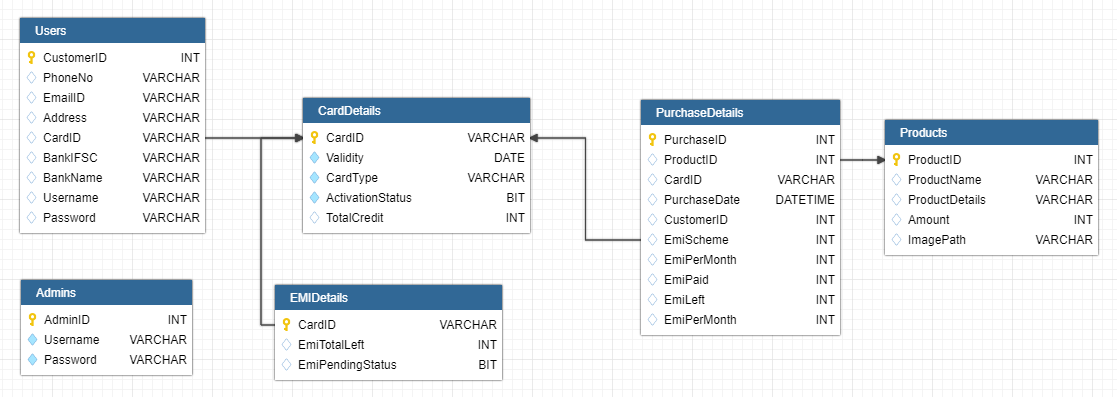 Users
CustomerID INT
PhoneNo VARCHAR
EmailID VARCHAR
Address VARCHAR
CardID VARCHAR
BankIFSC VARCHAR
BankName VARCHAR
Username VARCHAR
Password VARCHAR
CardDetails
CardID VARCHAR
Validity DATE
CardType VARCHAR
ActivationStatus BIT
TotalCredit INT
PurchaseDetails
PurchaseID INT
ProductID INT
CardID VARCHAR
PurchaseDate DATETIME
CustomerID INT
EmiScheme INT
EmiPerMonth INT
EmiPaid INT
EmiLeft INT
EmiPerMonth INT
Products
ProductID INT
ProductName VARCHAR
ProductDetails VARCHAR
Amount INT
ImagePath VARCHAR
Admins
AdminID INT
Username VARCHAR
Password VARCHAR
EMIDetails
CardID VARCHAR
EmiTotalLeft INT
EmiPendingStatus BIT